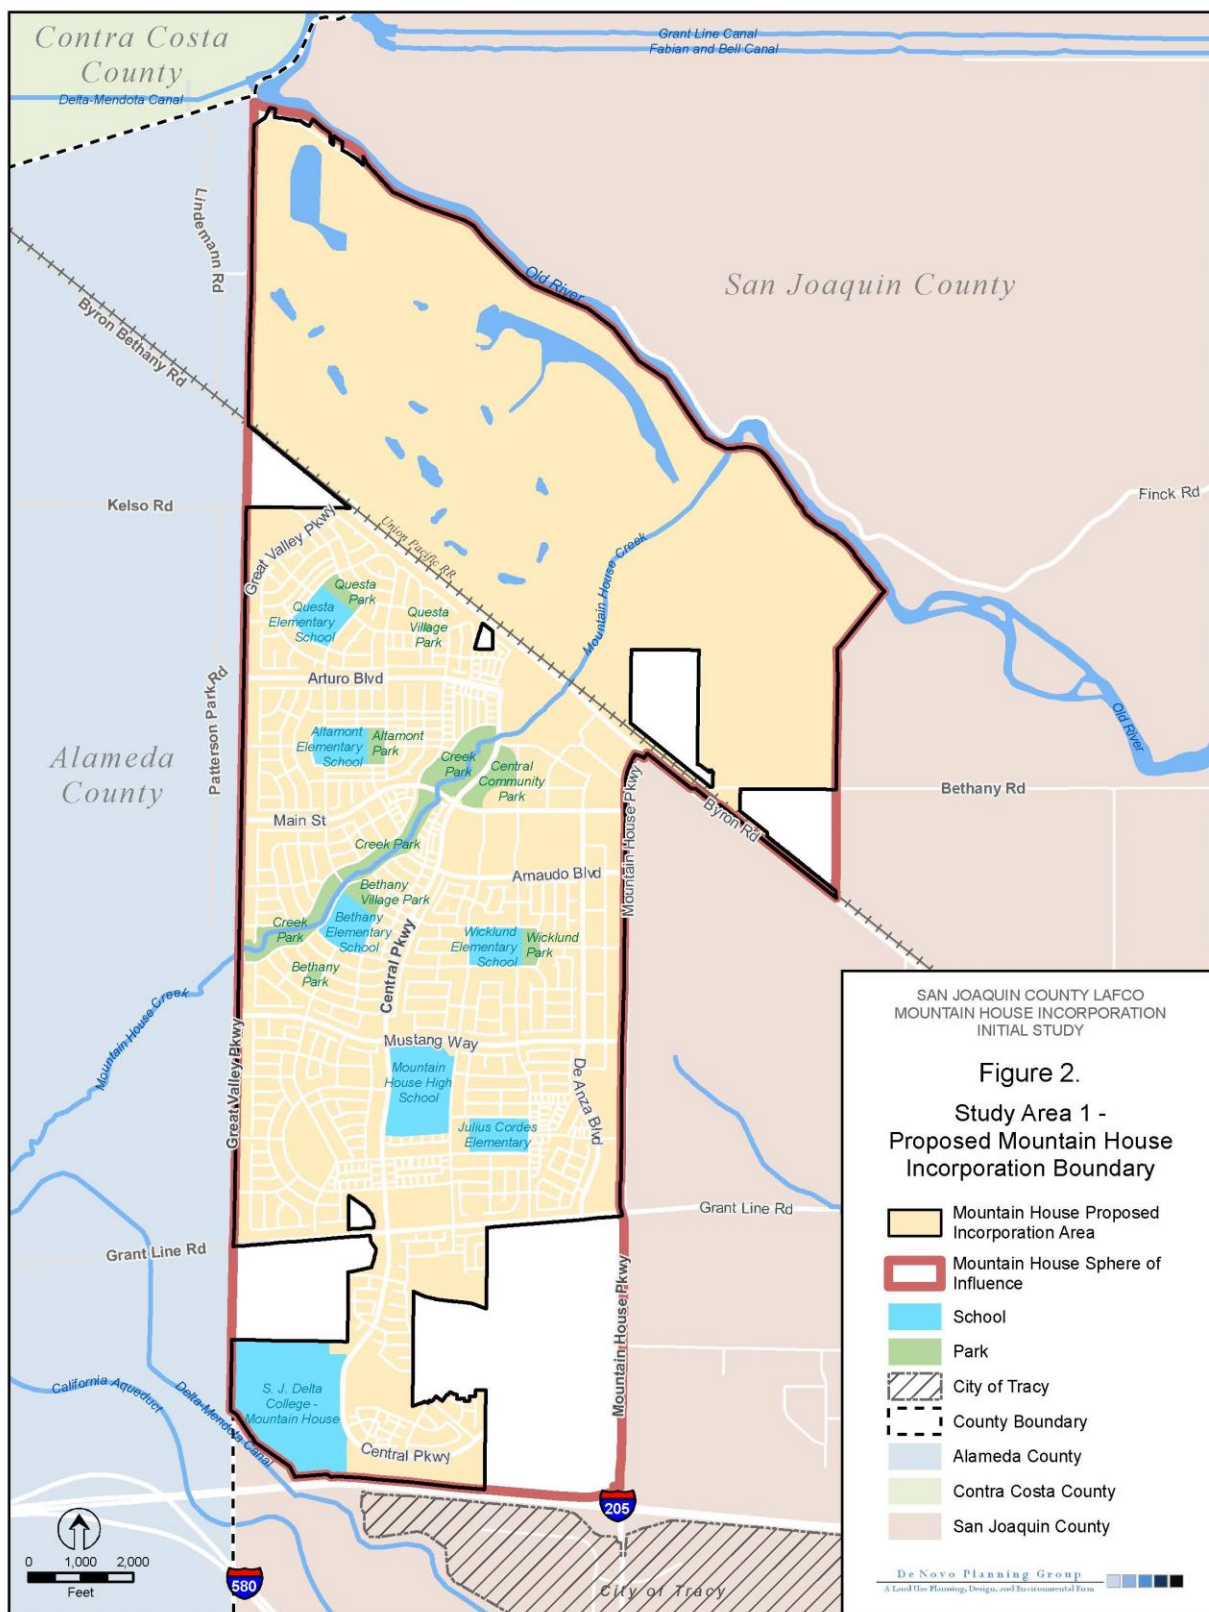 Contra Costa
County
Delta-Mendota Canal
Grant Line Canal
Fabian and Bell Canal
Lindemann Rd
Old River
San Joaquin County
Byron Bethany Rd
Kelso Rd
Finck Rd
Great Valley Pkwy
Union Pacific RR
Mountain House Creek
Questa
Park
Questa
Elementary
School
Questa
Village
Park
Arturo Blvd
Patterson Park Rd
Old River
Altamont
Elementary
School
Altamont
Park
Creek
Park
Central
Community
Park
Alameda
County
Bethany Rd
Mountain House Pkwy
Byron Rd
Main St
Creek Park
Arnaudo Blvd
Bethany
Village Park
Bethany
Elementary
School
Creek
Park
Wicklund
Elementary
School
Wicklund
Park
Bethany
Park
Central Pkwy
Mountain House Creek
Great Valley Pkwy
Mustang Way
Mountain
House High
School
De Anza Blvd
Julius Cordes
Elementary
Grant Line Rd
Grant Line Rd
Mountain House Pkwy
California Aqueduct
Delta-Mendota Canal
S. J. Delta
College -
Mountain House
Central Pkwy
205
580
City of Tracy
0 1,000 2,000
Feet
SAN JOAQUIN COUNTY LAFCO
MOUNTAIN HOUSE INCORPORATION
INITIAL STUDY
Figure 2.
Study Area 1 -
Proposed Mountain House
Incorporation Boundary
Mountain House Proposed
Incorporation Area
Mountain House Sphere of
Influence
School
Park
City of Tracy
County Boundary
Alameda County
Contra Costa County
San Joaquin County
De Novo Planning Group
A Land Use Planning, Design, and Environmental Firm